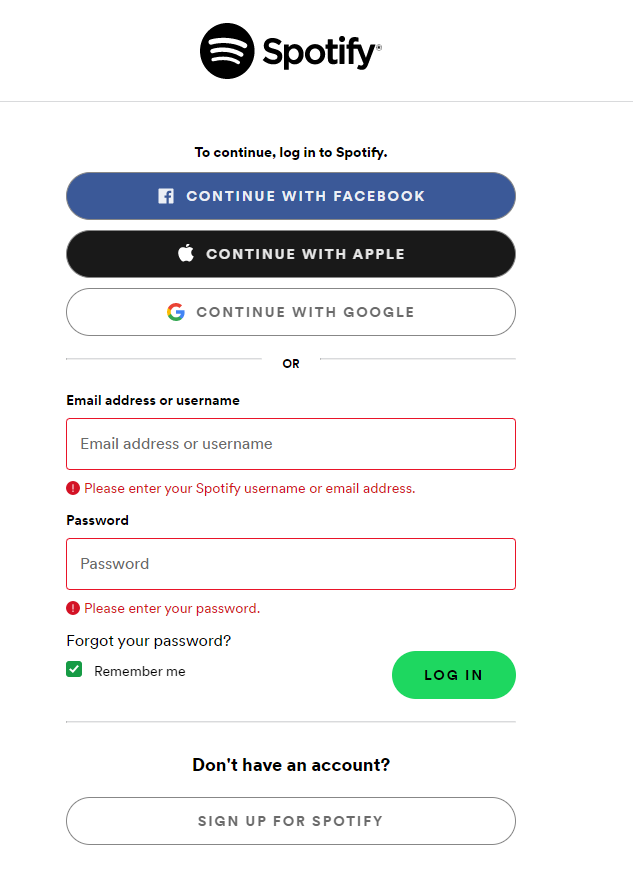 Spotify®
To continue, log in to Spotify.
CONTINUE WITH FACEBOOK
CONTINUE WITH APPLE
CONTINUE WITH GOOGLE
OR
Email address or username
Email address or username
Please enter your Spotify username or email address.
Password
Password
Please enter your password.
Forgot your password?
Remember me
LOG IN
Don't have an account?
SIGN UP FOR SPOTIFY